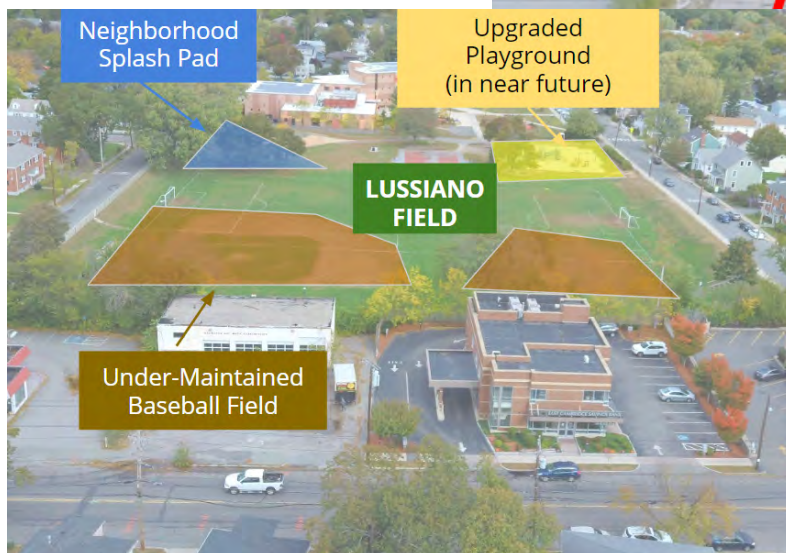 Neighborhood
Splash Pad
Upgraded
Playground
(in near future)
LUSSIANO
FIELD
Under-Maintained
Baseball Field